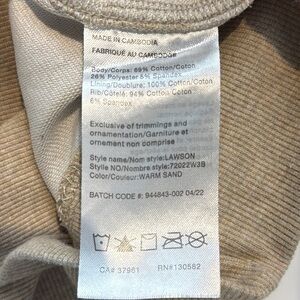 MADE IN CAMBODIA
FABRIQUÉ AU CAMBODGE
Body/Corps: 69% Cotton/Coton
26% Polyester 5% Spandex
Lining/Doublure: 100% Cotton/Coton
Rib/Côtelé: 94% Cotton/Coton
6% Spandex
Exclusive of trimmings and
ornamentation/Garniture et
ornement non comprise
Style name/Nom style:LAWSON
Style NO/Nombre style:72022W3B
Color/Couleur:WARM SAND
BATCH CODE #: 944843-002 04/22
CA# 37981 RN#130562